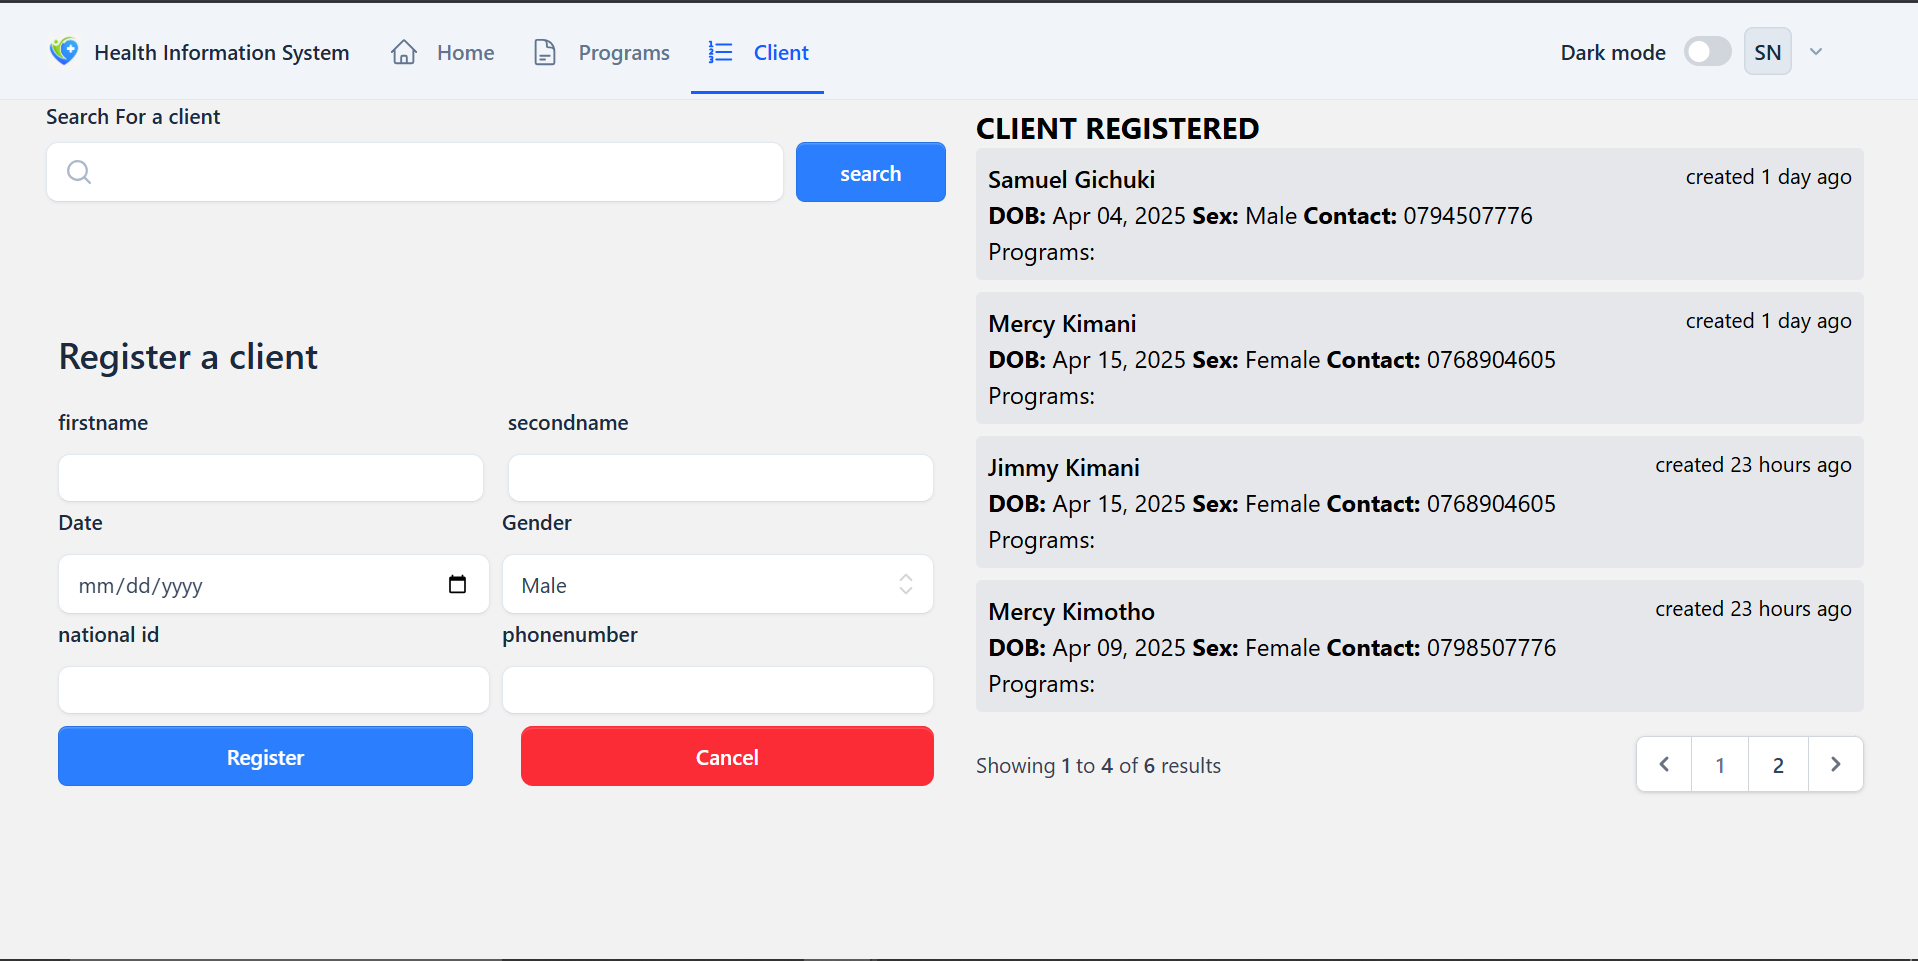 Health Information System
Home
Programs
Client
Dark mode
SN
Search For a client
search
Register a client
firstname
secondname
Date
Gender
mm/dd/yyyy
Male
national id
phonenumber
Register
Cancel
CLIENT REGISTERED
Samuel Gichuki
created 1 day ago
DOB: Apr 04, 2025 Sex: Male Contact: 0794507776
Programs:
Mercy Kimani
created 1 day ago
DOB: Apr 15, 2025 Sex: Female Contact: 0768904605
Programs:
Jimmy Kimani
created 23 hours ago
DOB: Apr 15, 2025 Sex: Female Contact: 0768904605
Programs:
Mercy Kimotho
created 23 hours ago
DOB: Apr 09, 2025 Sex: Female Contact: 0798507776
Programs:
Showing 1 to 4 of 6 results
1
2